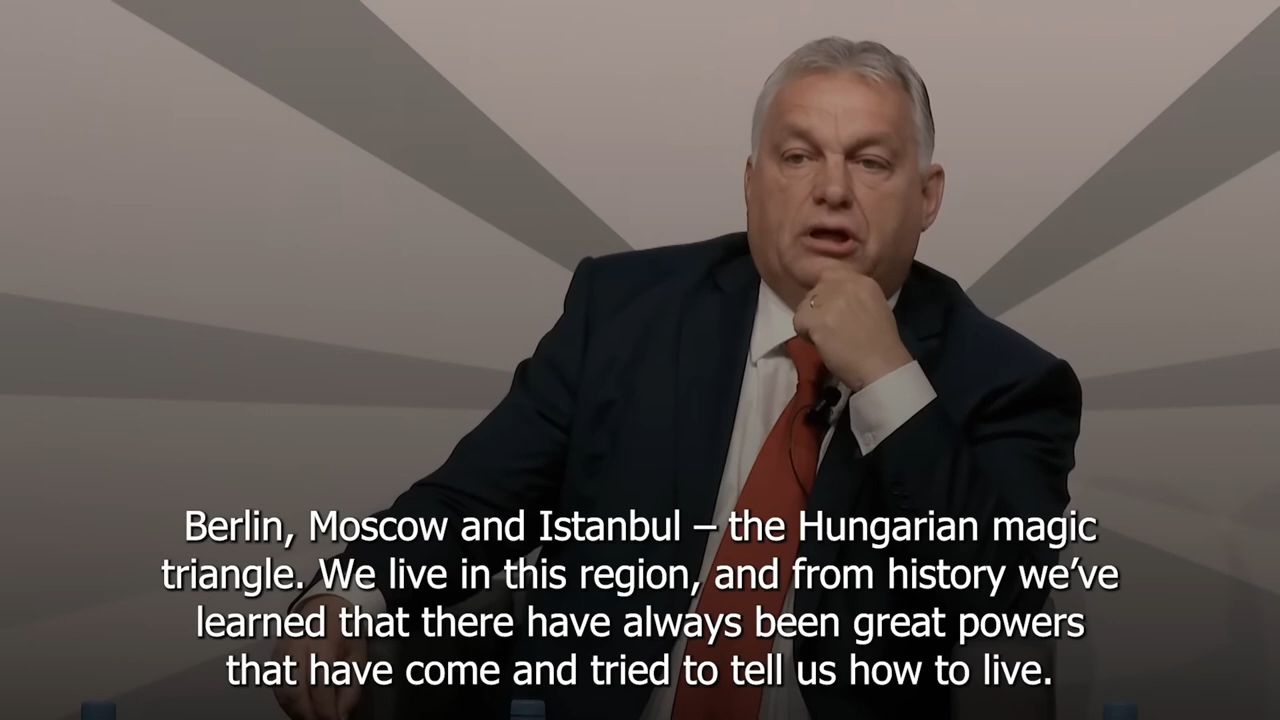 Berlin, Moscow and Istanbul – the Hungarian magic
triangle. We live in this region, and from history we’ve
learned that there have always been great powers
that have come and tried to tell us how to live.